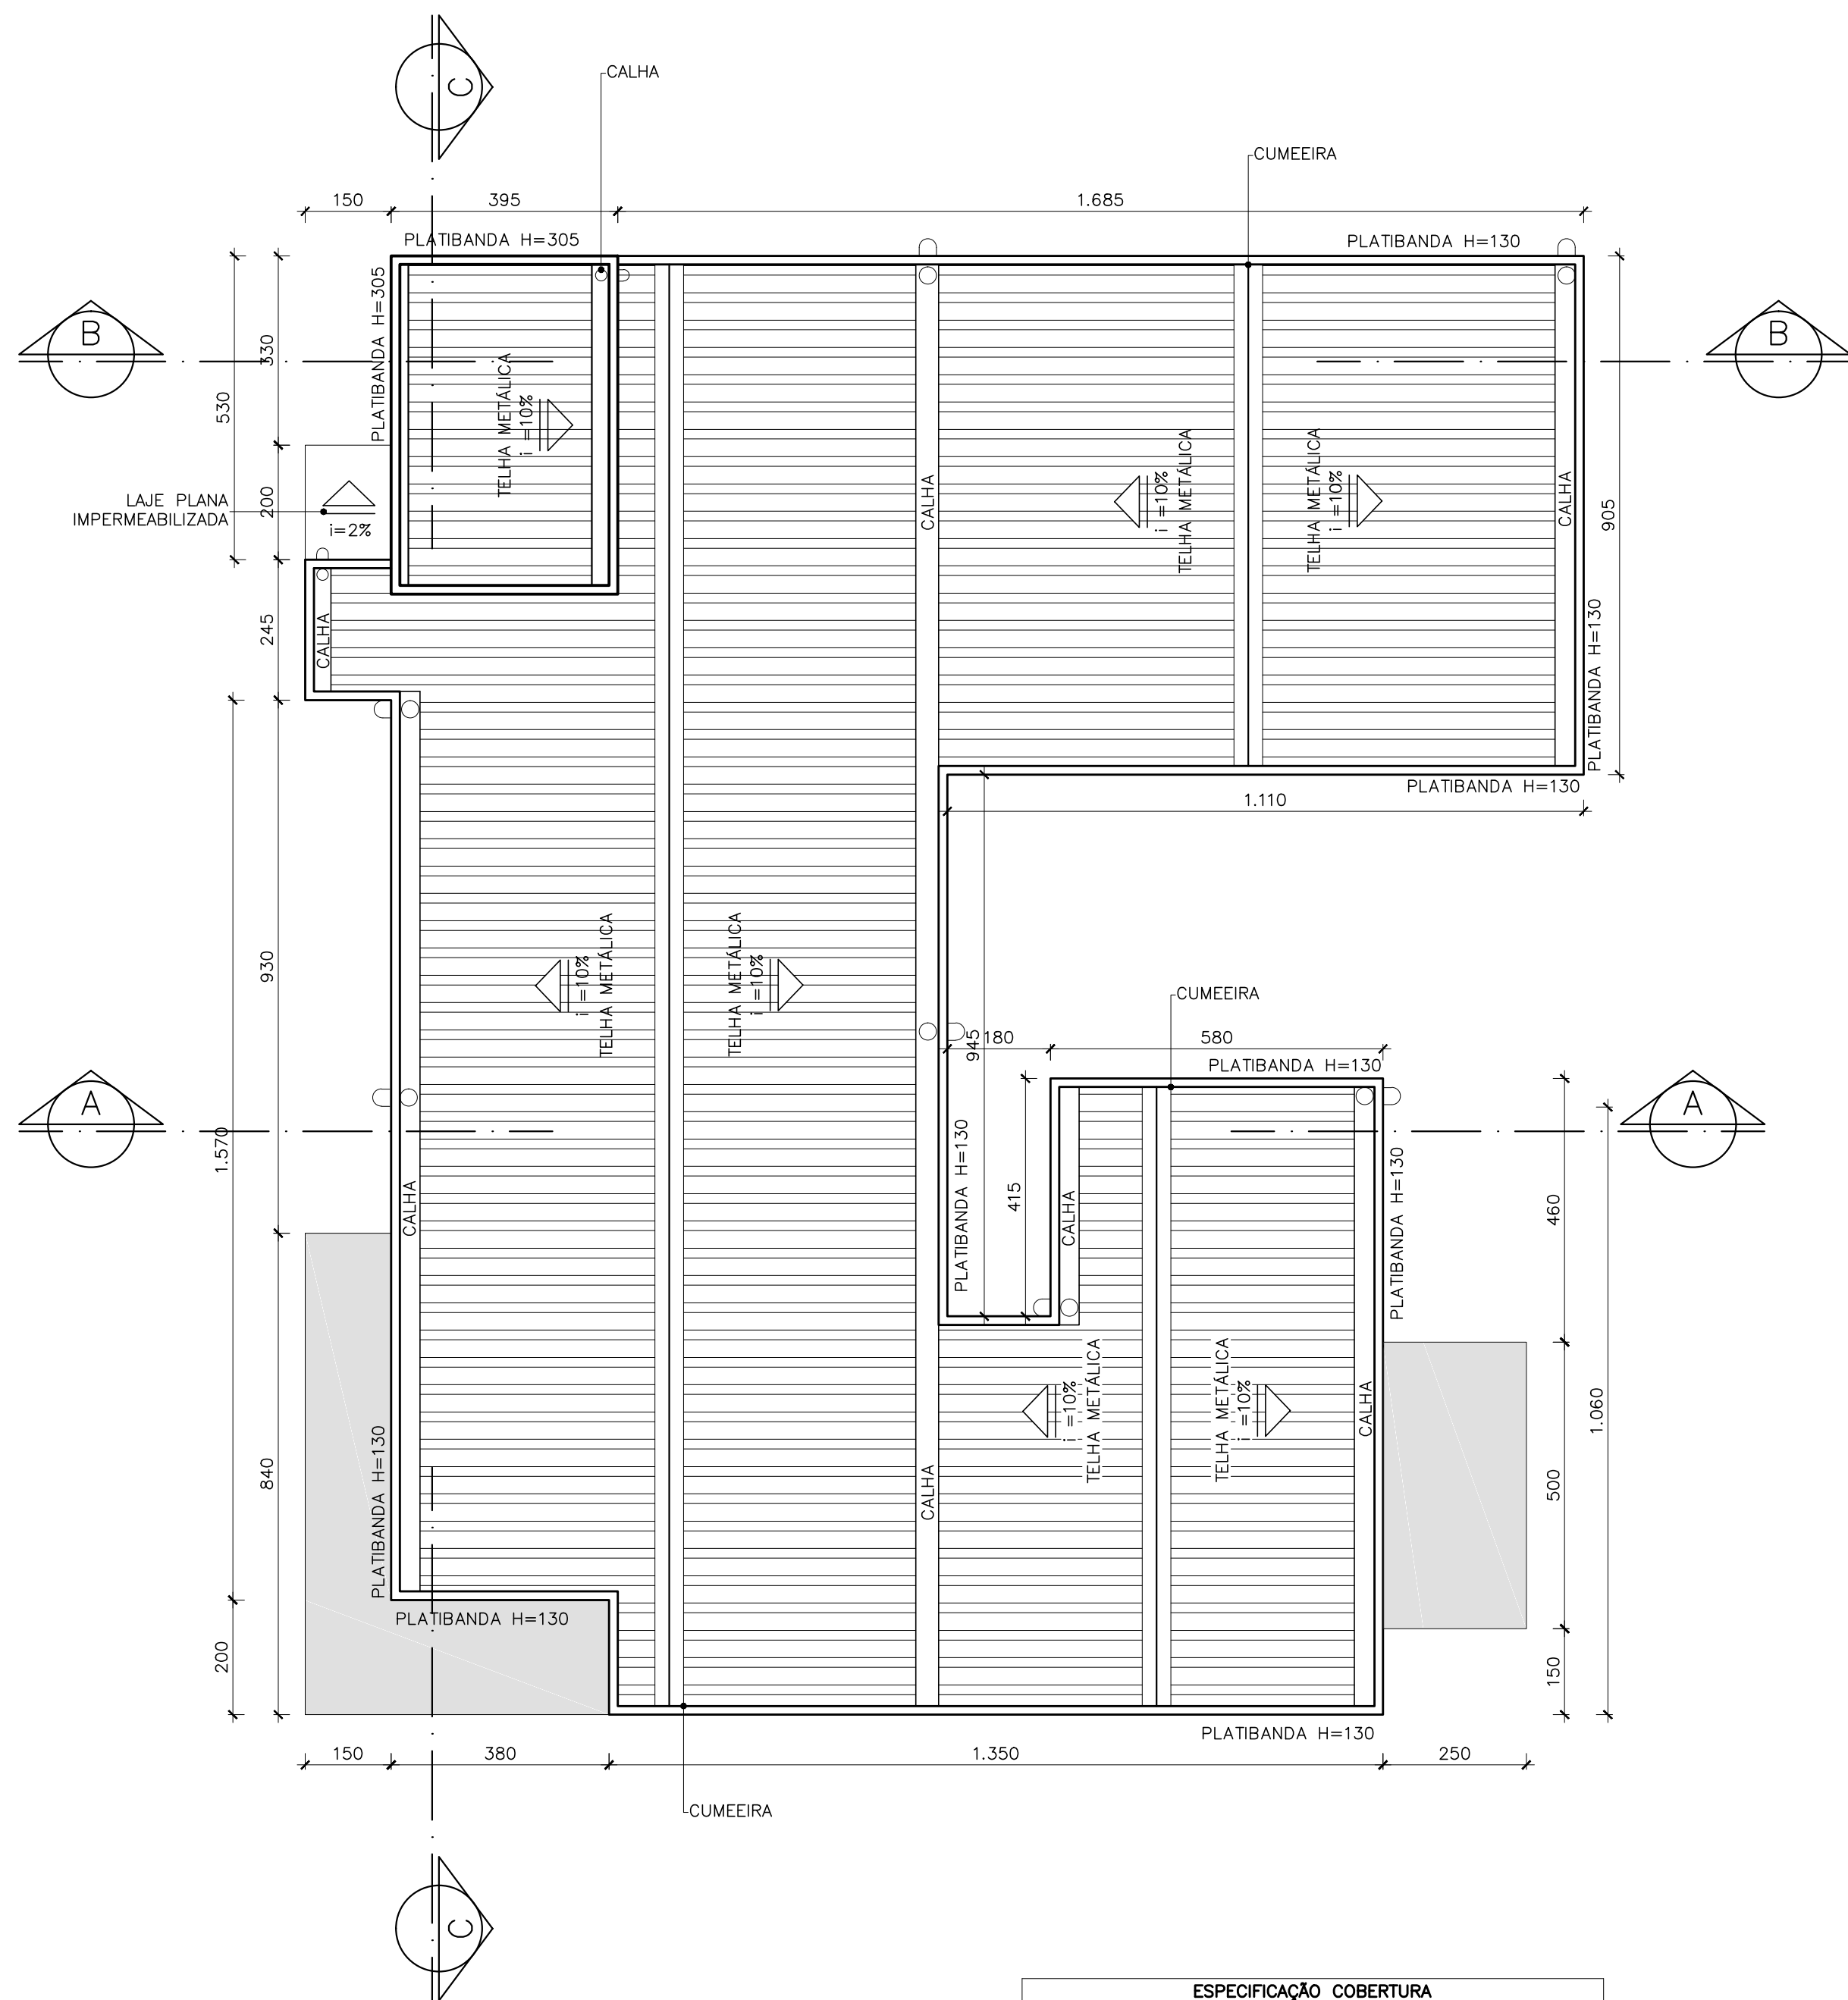 C
CALHA
CUMEEIRA
150
395
1.685
PLATIBANDA H=305
PLATIBANDA H=130
PLATIBANDA H=305
B
B
330
530
TELHA METÁLICA
i =10%
CALHA
i =10%
TELHA METÁLICA
TELHA METÁLICA
i =10%
CALHA
905
LAJE PLANA
IMPERMEABILIZADA
200
i=2%
245
CALHA
PLATIBANDA H=130
PLATIBANDA H=130
1.110
930
i =10%
TELHA METÁLICA
TELHA METÁLICA
i =10%
CUMEEIRA
945
180
580
PLATIBANDA H=130
A
A
1.570
CALHA
PLATIBANDA H=130
415
CALHA
PLATIBANDA H=130
460
i =10%
TELHA METÁLICA
TELHA METÁLICA
i =10%
CALHA
1.060
840
PLATIBANDA H=130
CALHA
500
PLATIBANDA H=130
200
150
PLATIBANDA H=130
150
380
1.350
250
CUMEEIRA
C
ESPECIFICAÇÃO COBERTURA